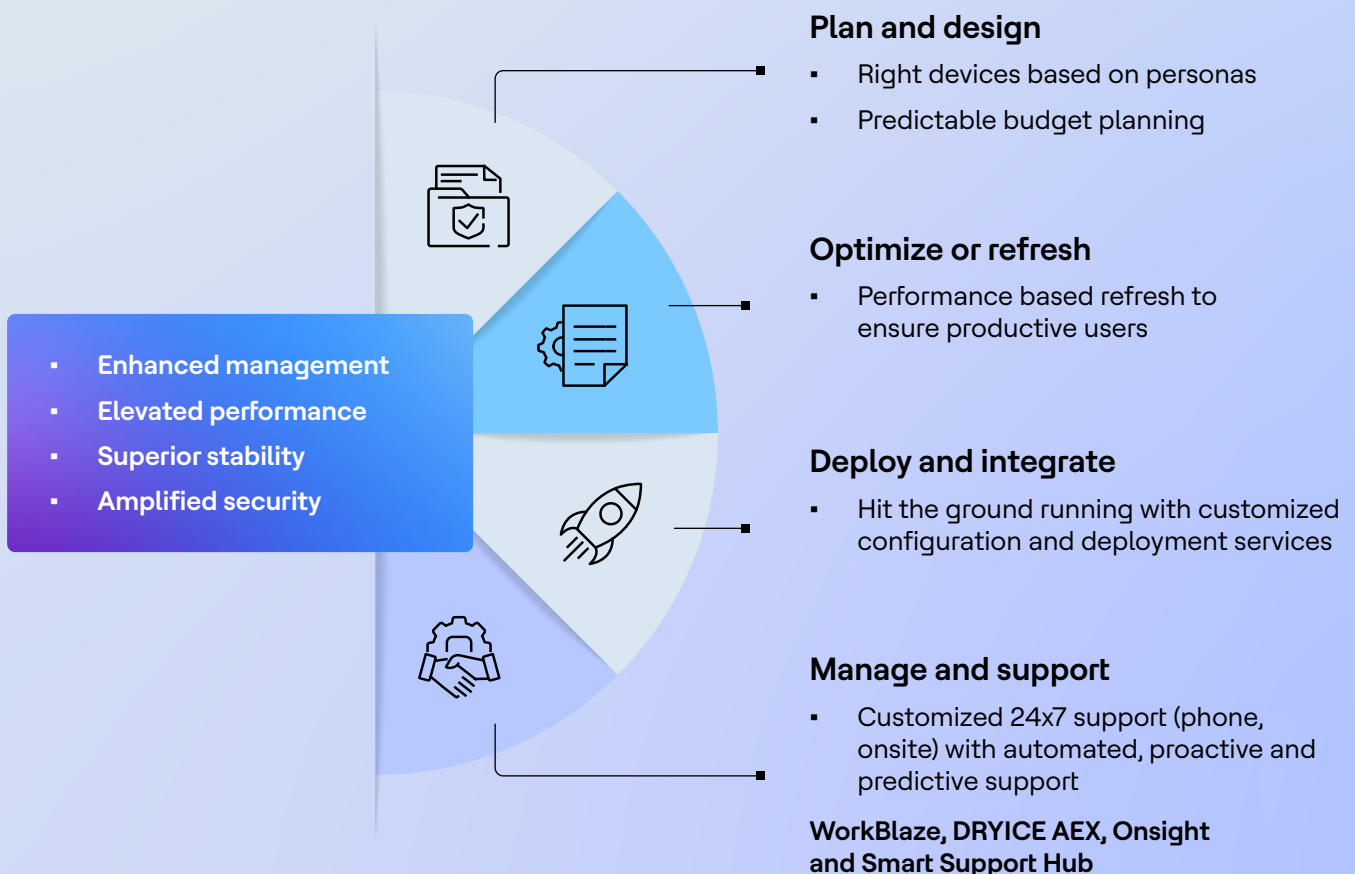 Plan and design
▪ Right devices based on personas
▪ Predictable budget planning
Optimize or refresh
▪ Performance based refresh to
ensure productive users
▪ Enhanced management
▪ Elevated performance
▪ Superior stability
▪ Amplified security
Deploy and integrate
▪ Hit the ground running with customized
configuration and deployment services
Manage and support
▪ Customized 24x7 support (phone,
onsite) with automated, proactive and
predictive support
WorkBlaze, DRYICE AEX, Onsight
and Smart Support Hub